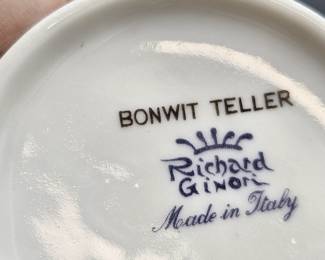 BONWIT TELLER
Richard
Ginori
Made in Italy